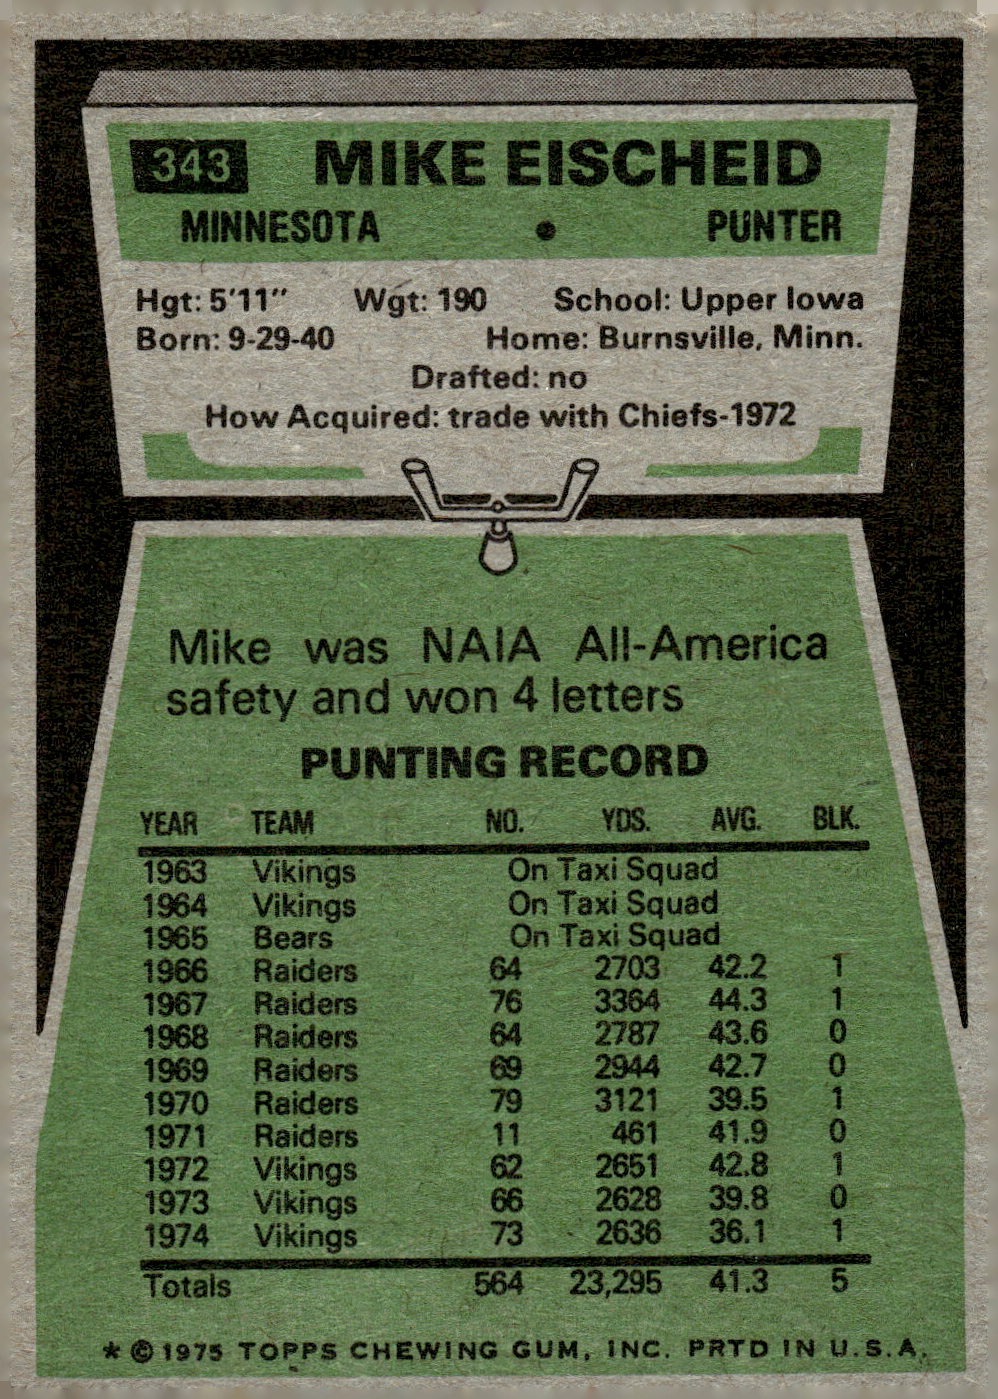 343 MIKE EISCHEID
MINNESOTA • PUNTER
Hgt: 5'11" Wgt: 190 School: Upper Iowa
Born: 9-29-40 Home: Burnsville, Minn.
Drafted: no
How Acquired: trade with Chiefs-1972
Mike was NAIA All-America
safety and won 4 letters
PUNTING RECORD
YEAR TEAM NO. YDS. AVG. BLK.
1963 Vikings On Taxi Squad
1964 Vikings On Taxi Squad
1965 Bears On Taxi Squad
1966 Raiders 64 2703 42.2 1
1967 Raiders 76 3364 44.3 1
1968 Raiders 64 2787 43.6 0
1969 Raiders 69 2944 42.7 0
1970 Raiders 79 3121 39.5 1
1971 Raiders 11 461 41.9 0
1972 Vikings 62 2651 42.8 1
1973 Vikings 66 2628 39.8 0
1974 Vikings 73 2636 36.1 1
Totals 564 23,295 41.3 5
* © 1975 TOPPS CHEWING GUM, INC. PRTD IN U.S.A.